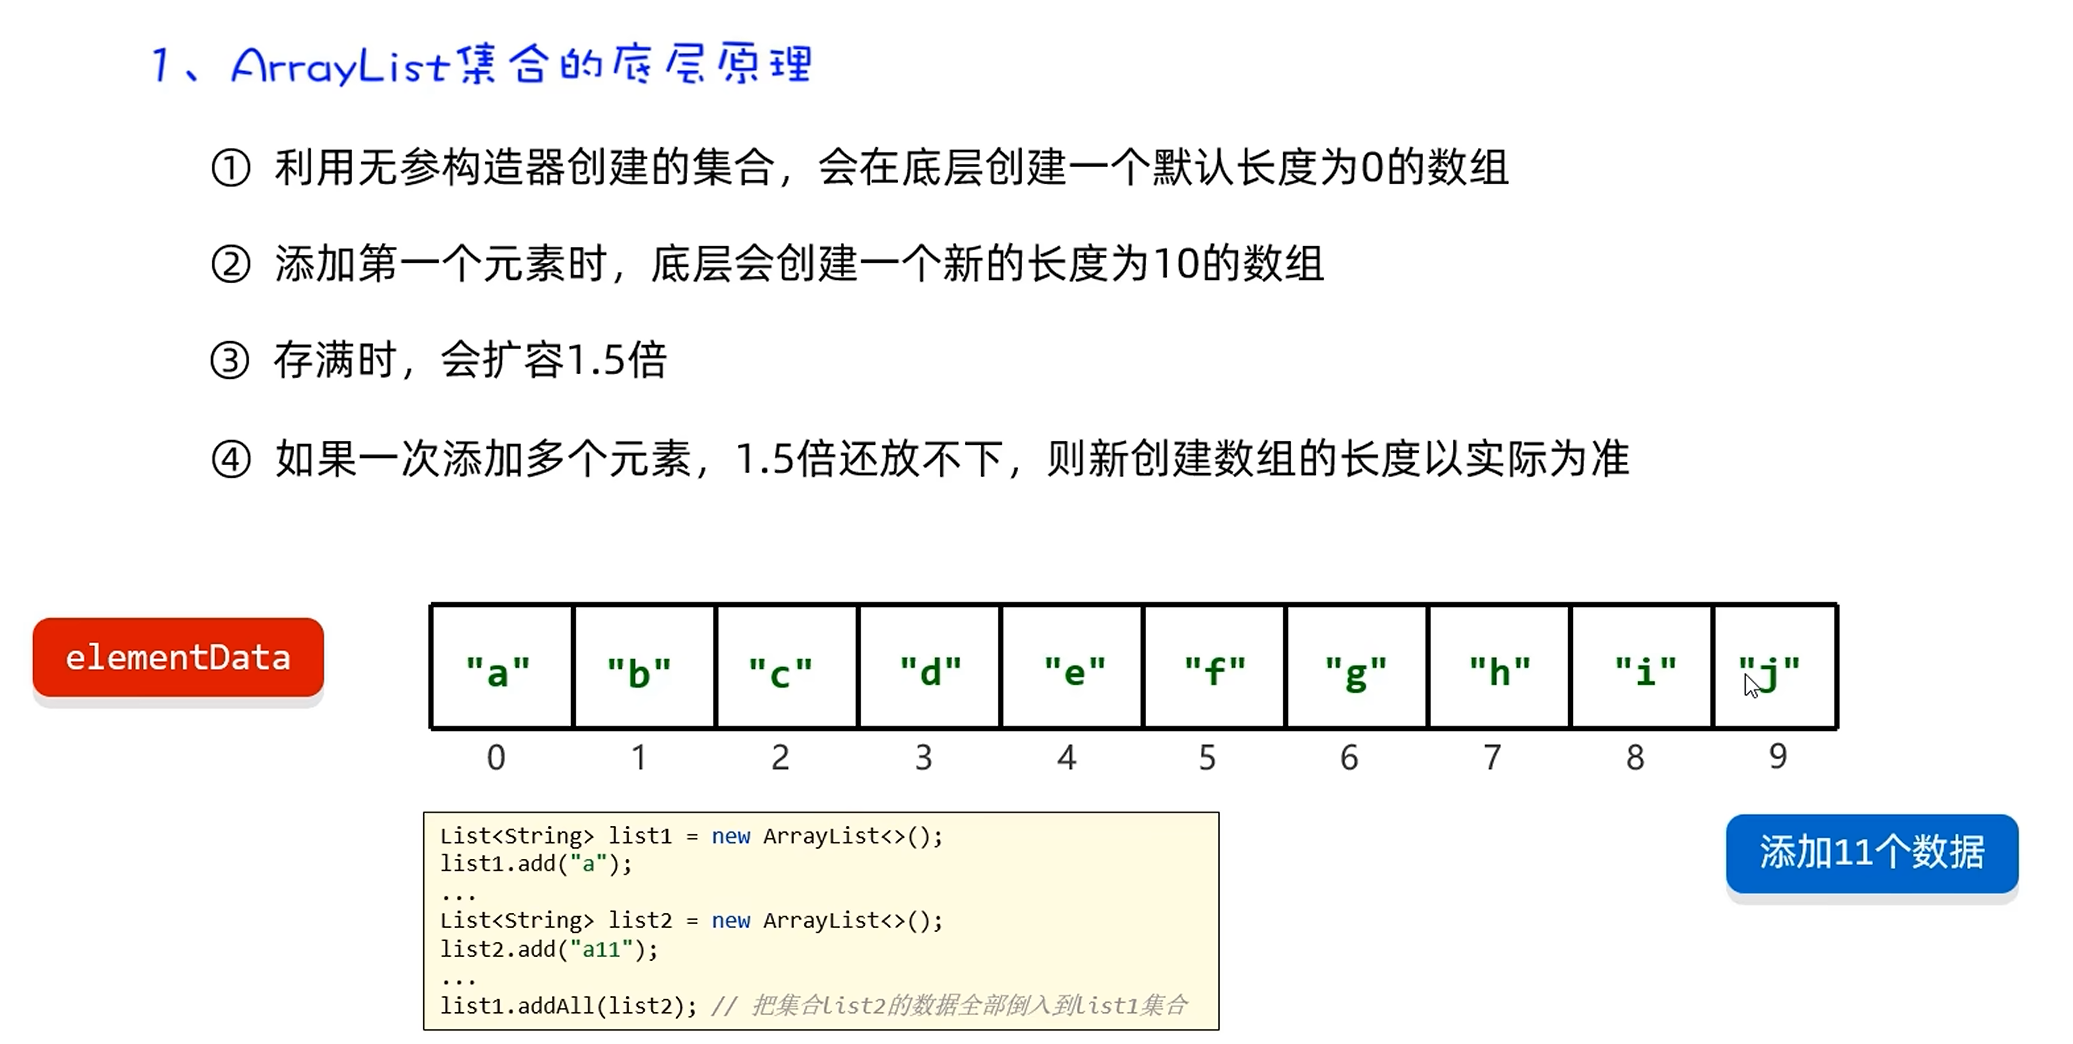 1、ArrayList集合的底层原理
① 利用无参构造器创建的集合，会在底层创建一个默认长度为0的数组
② 添加第一个元素时，底层会创建一个新的长度为10的数组
③ 存满时，会扩容1.5倍
④ 如果一次添加多个元素，1.5倍还放不下，则新创建数组的长度以实际为准
elementData
"a" "b" "c" "d" "e" "f" "g" "h" "i" "j"
0 1 2 3 4 5 6 7 8 9
List<String> list1 = new ArrayList<>();
list1.add("a");
...
List<String> list2 = new ArrayList<>();
list2.add("a11");
...
list1.addAll(list2); // 把集合list2的数据全部倒入到list1集合
添加11个数据